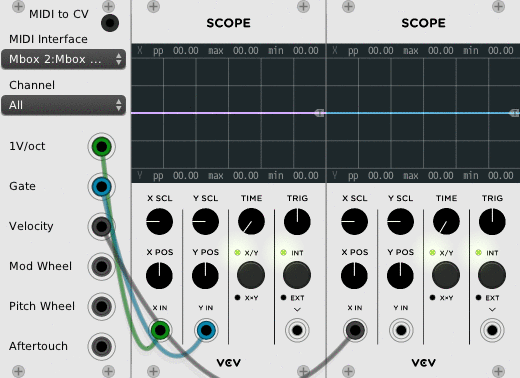 MIDI to CV
MIDI Interface
Mbox 2:Mbox ...
Channel
All
1V/oct
Gate
Velocity
Mod Wheel
Pitch Wheel
Aftertouch
SCOPE
X pp 00.00 max 00.00 min 00.00
Y pp 00.00 max 00.00 min 00.00
X SCL Y SCL TIME TRIG
X POS Y POS X/Y INT
X×Y EXT
X IN Y IN
VCV
SCOPE
X pp 00.00 max 00.00 min 00.00
Y pp 00.00 max 00.00 min 00.00
X SCL Y SCL TIME TRIG
X POS Y POS X/Y INT
X×Y EXT
X IN Y IN
VCV